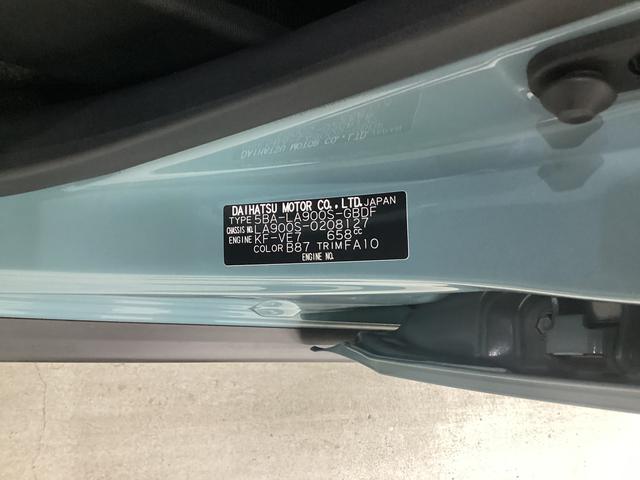 DAIHATSU MOTOR CO., LTD. JAPAN
TYPE 5BA-LA900S-GBDF
CHASSIS NO. LA900S-0208127
ENGINE KF-VE7 658cc
COLOR B87 TRIM FA10
ENGINE NO.